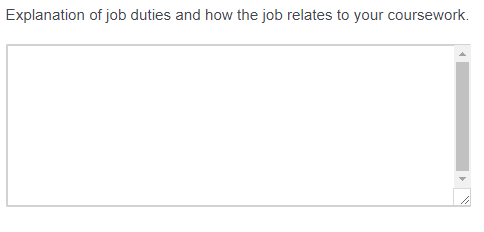 Explanation of job duties and how the job relates to your coursework.